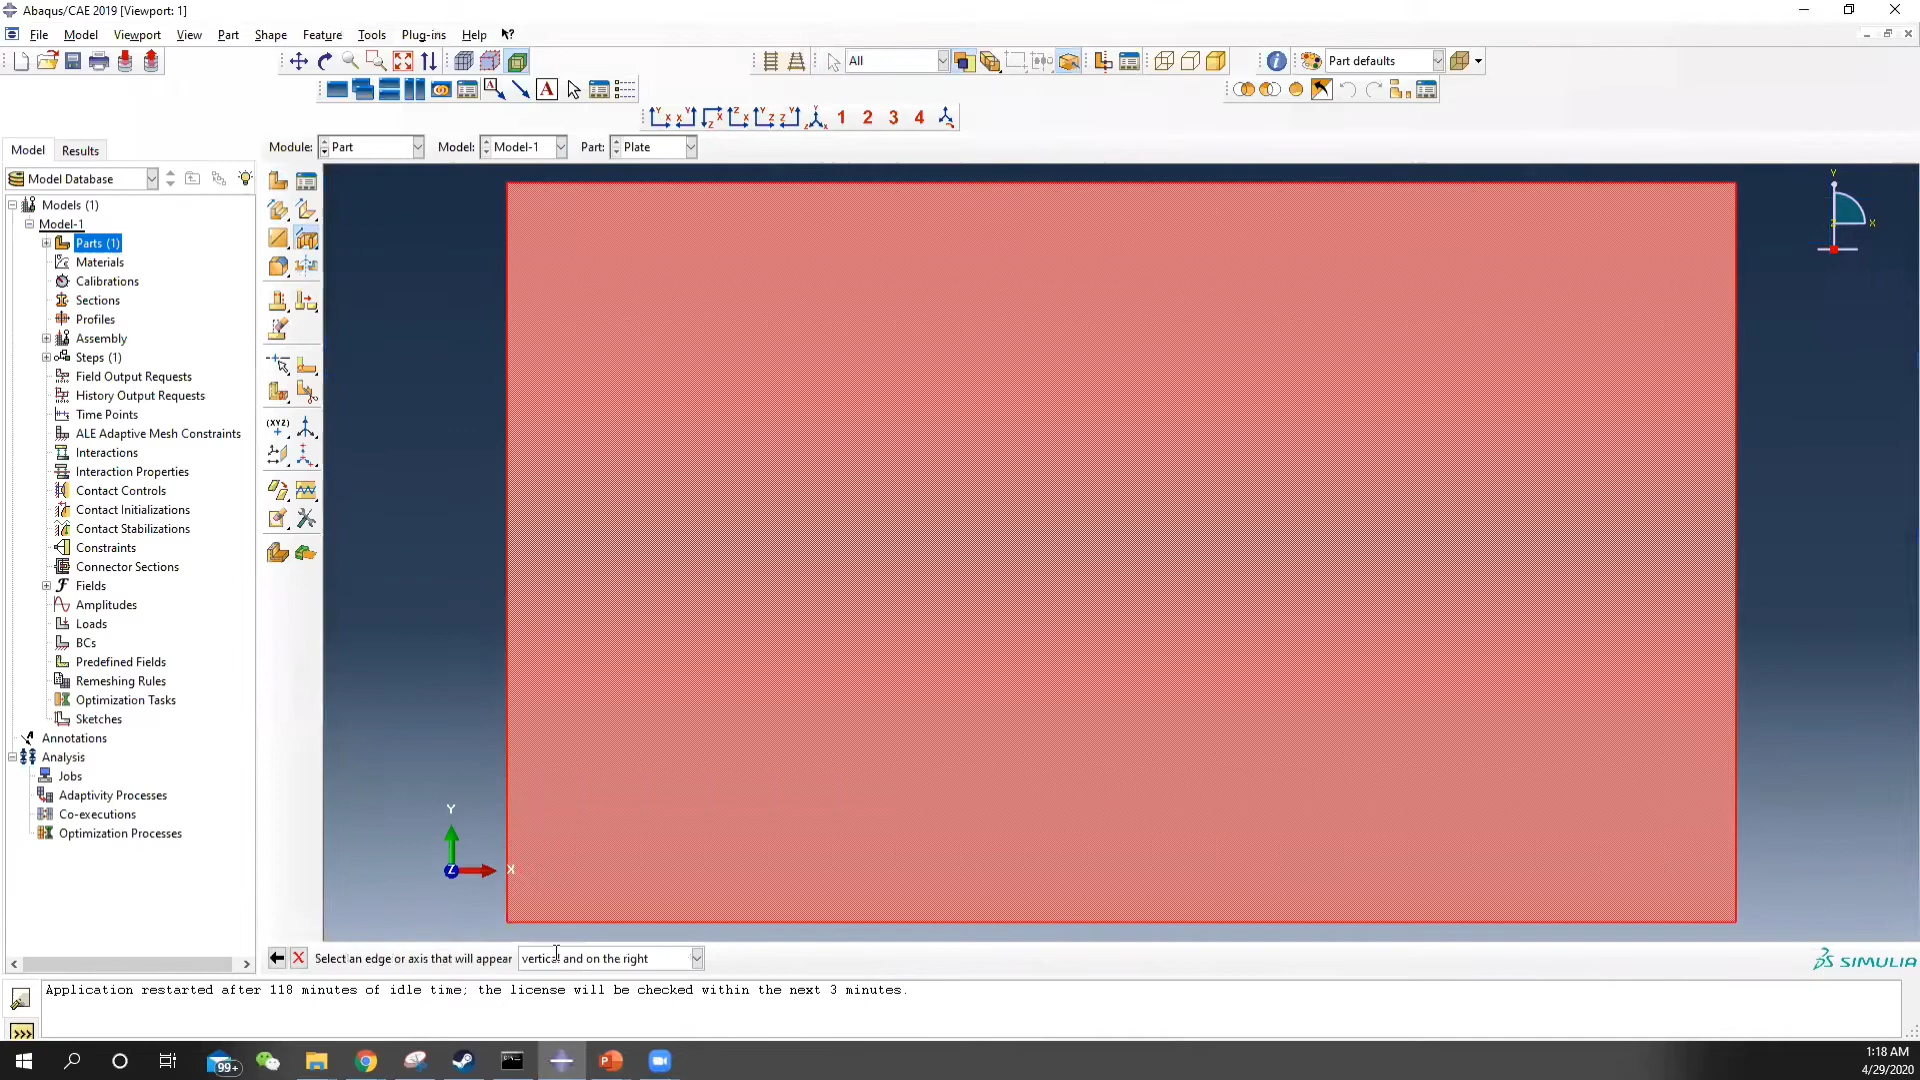 Abaqus/CAE 2019 [Viewport: 1]
File Model Viewport View Part Shape Feature Tools Plug-ins Help
All
Part defaults
1 2 3 4
Module: Part Model: Model-1 Part: Plate
Model Results
Model Database
Models (1)
Model-1
Parts (1)
Materials
Calibrations
Sections
Profiles
Assembly
Steps (1)
Field Output Requests
History Output Requests
Time Points
ALE Adaptive Mesh Constraints
Interactions
Interaction Properties
Contact Controls
Contact Initializations
Contact Stabilizations
Constraints
Connector Sections
Fields
Amplitudes
Loads
BCs
Predefined Fields
Remeshing Rules
Optimization Tasks
Sketches
Annotations
Analysis
Jobs
Adaptivity Processes
Co-executions
Optimization Processes
(XYZ)
Y
X
Y
Z
X
Select an edge or axis that will appear vertical and on the right
SIMULIA
Application restarted after 118 minutes of idle time; the license will be checked within the next 3 minutes.
>>>
99+
1:18 AM
4/29/2020